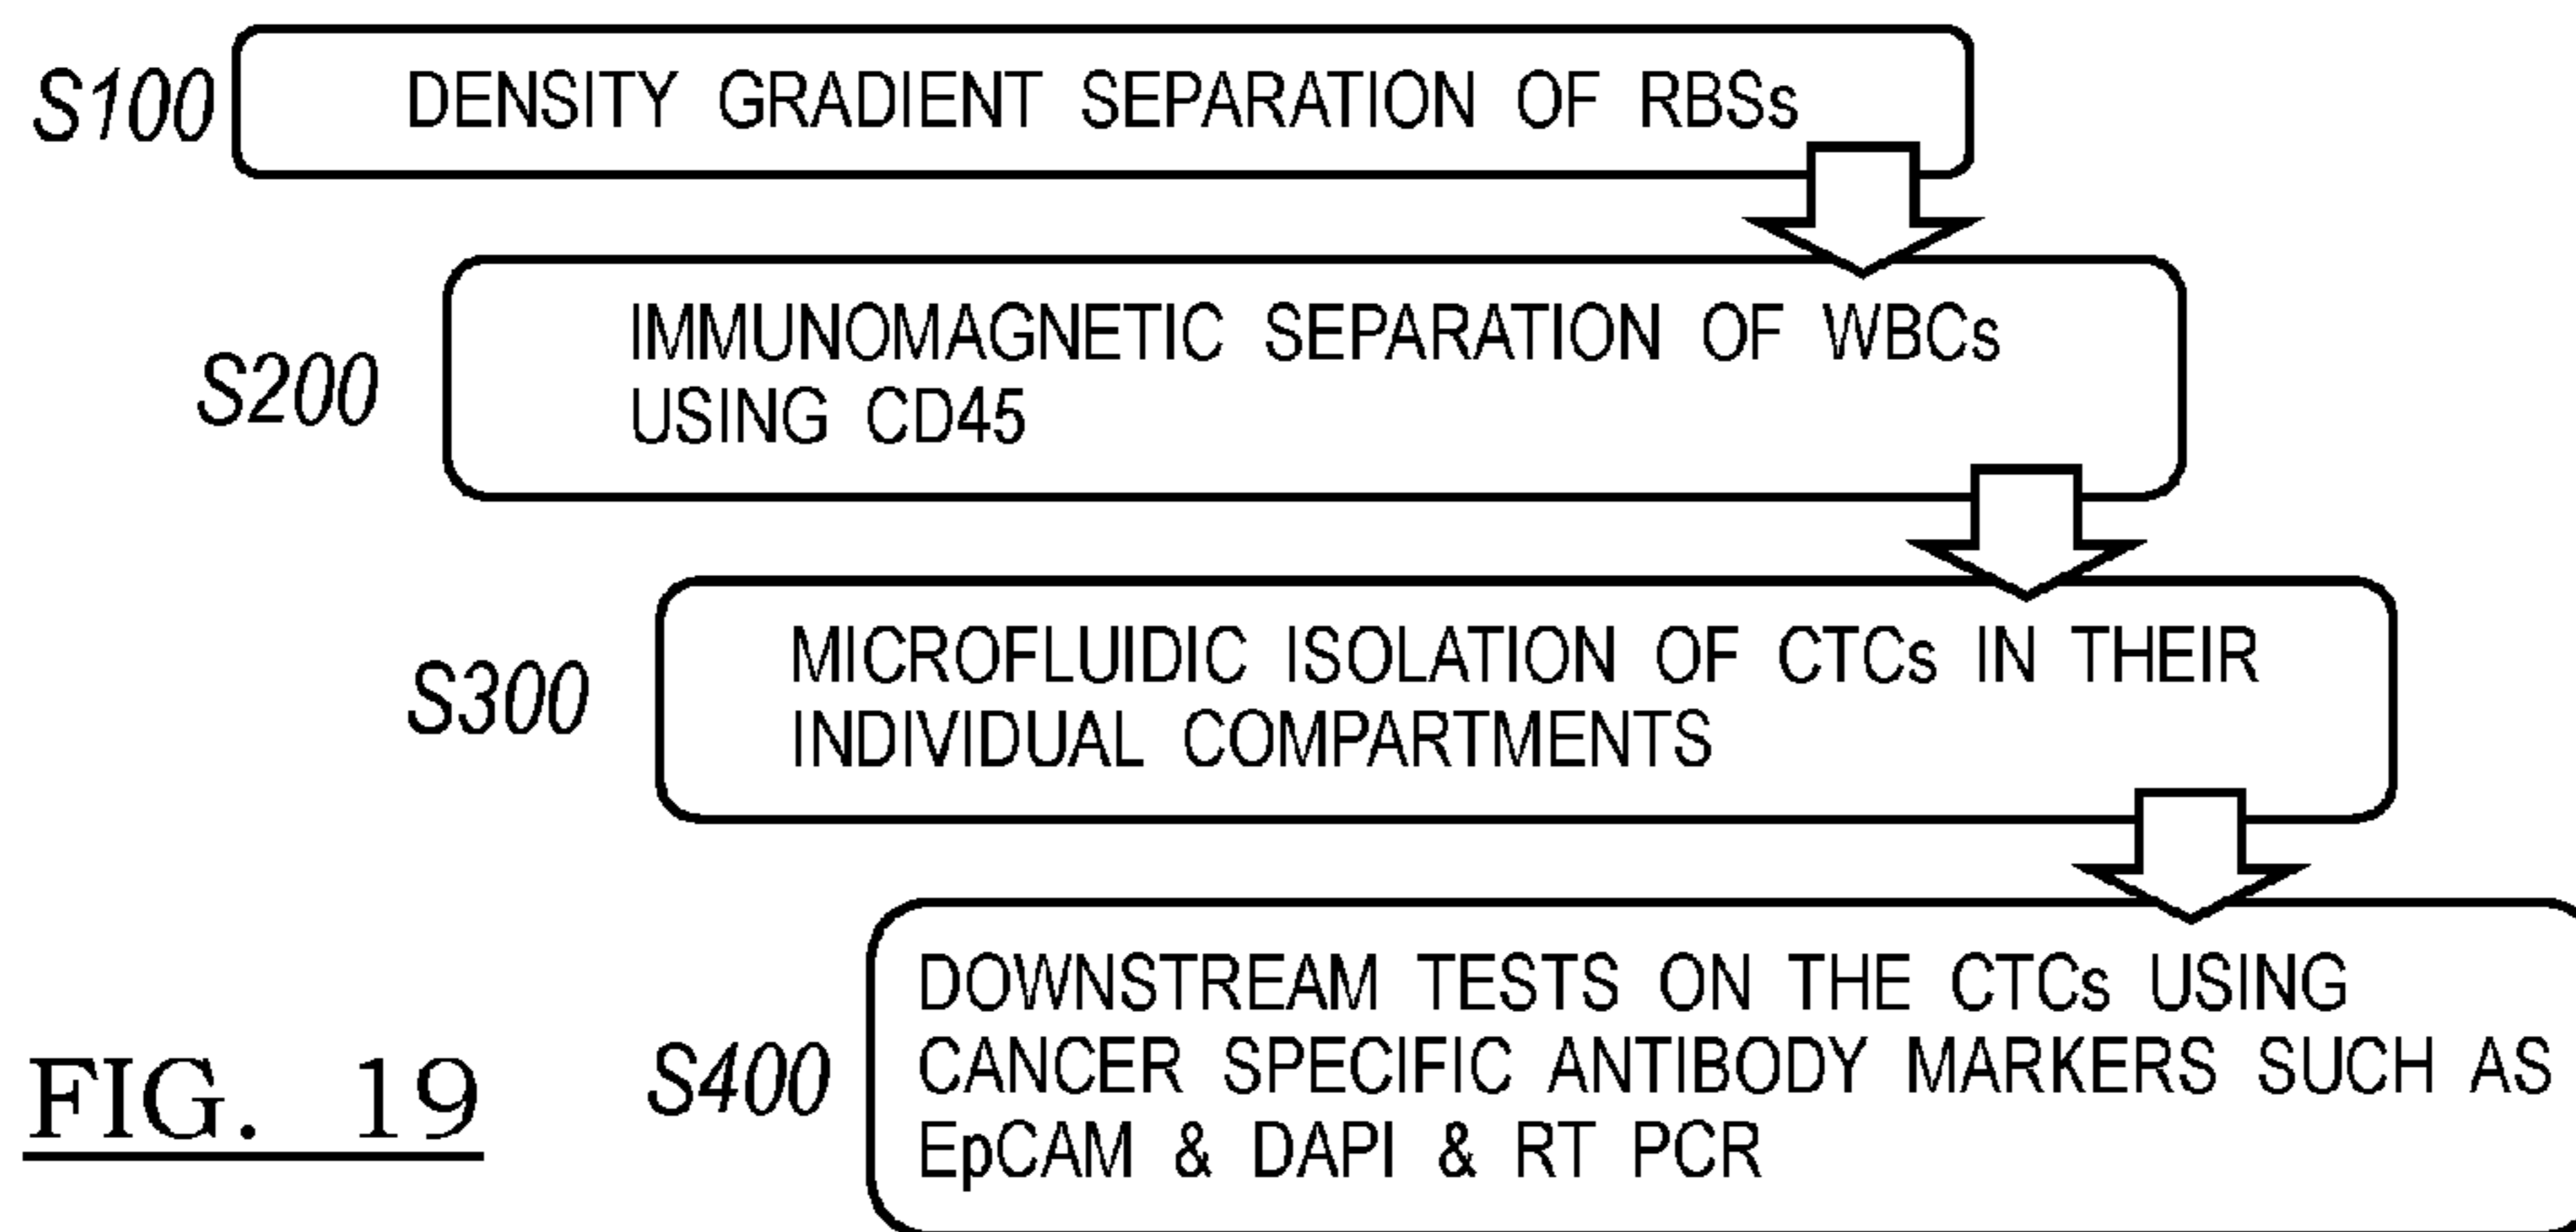 S100 DENSITY GRADIENT SEPARATION OF RBSs
IMMUNOMAGNETIC SEPARATION OF WBCs
S200
USING CD45
MICROFLUIDIC ISOLATION OF CTCs IN THEIR
S300
INDIVIDUAL COMPARTMENTS
DOWNSTREAM TESTS ON THE CTCs USING
S400
CANCER SPECIFIC ANTIBODY MARKERS SUCH AS
EpCAM & DAPI & RT PCR
FIG. 19